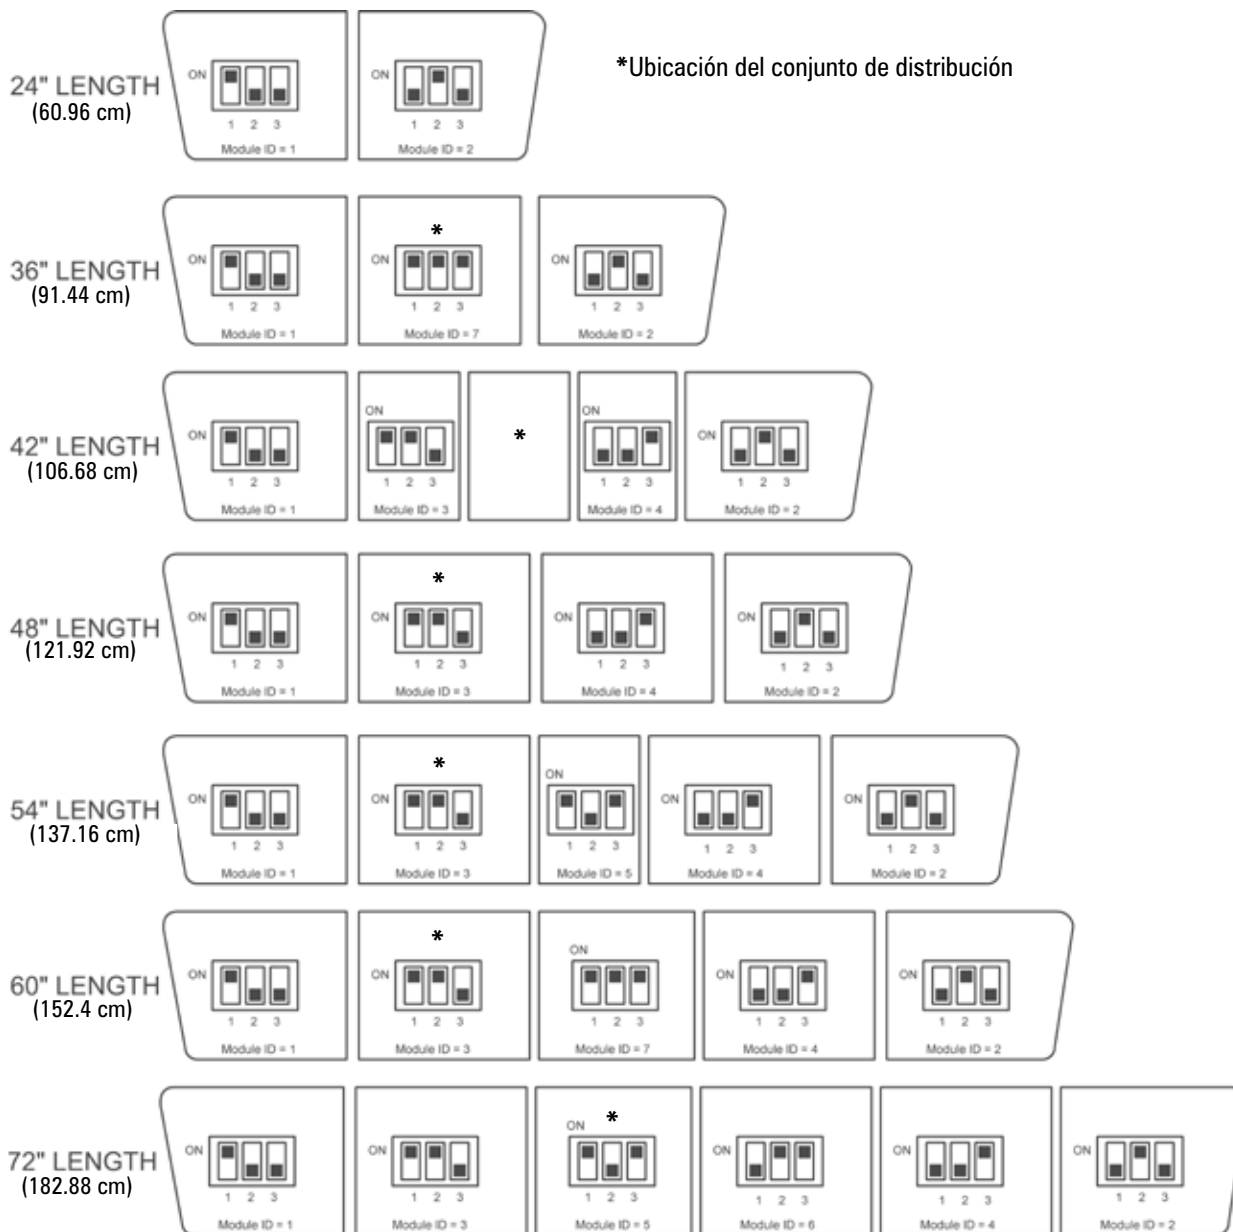 *Ubicación del conjunto de distribución
24" LENGTH
(60.96 cm)
ON
1 2 3
Module ID = 1
ON
1 2 3
Module ID = 2
36" LENGTH
(91.44 cm)
ON
1 2 3
Module ID = 1
*
ON
1 2 3
Module ID = 7
ON
1 2 3
Module ID = 2
42" LENGTH
(106.68 cm)
ON
1 2 3
Module ID = 1
ON
1 2 3
Module ID = 3
*
ON
1 2 3
Module ID = 4
ON
1 2 3
Module ID = 2
48" LENGTH
(121.92 cm)
ON
1 2 3
Module ID = 1
*
ON
1 2 3
Module ID = 3
ON
1 2 3
Module ID = 4
ON
1 2 3
Module ID = 2
54" LENGTH
(137.16 cm)
ON
1 2 3
Module ID = 1
*
ON
1 2 3
Module ID = 3
ON
1 2 3
Module ID = 5
ON
1 2 3
Module ID = 4
ON
1 2 3
Module ID = 2
60" LENGTH
(152.4 cm)
ON
1 2 3
Module ID = 1
*
ON
1 2 3
Module ID = 3
ON
1 2 3
Module ID = 7
ON
1 2 3
Module ID = 4
ON
1 2 3
Module ID = 2
72" LENGTH
(182.88 cm)
ON
1 2 3
Module ID = 1
ON
1 2 3
Module ID = 3
*
ON
1 2 3
Module ID = 5
ON
1 2 3
Module ID = 6
ON
1 2 3
Module ID = 4
ON
1 2 3
Module ID = 2